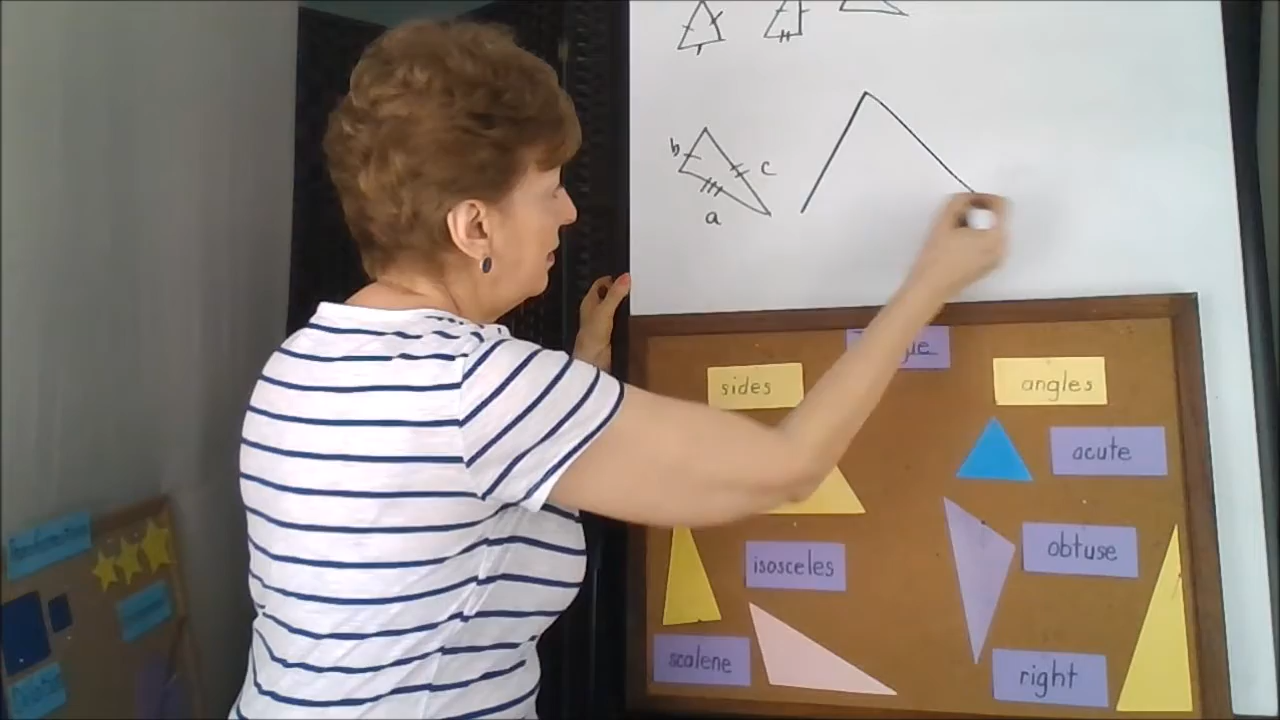 b
c
a
sides
angles
acute
obtuse
isosceles
scalene
right